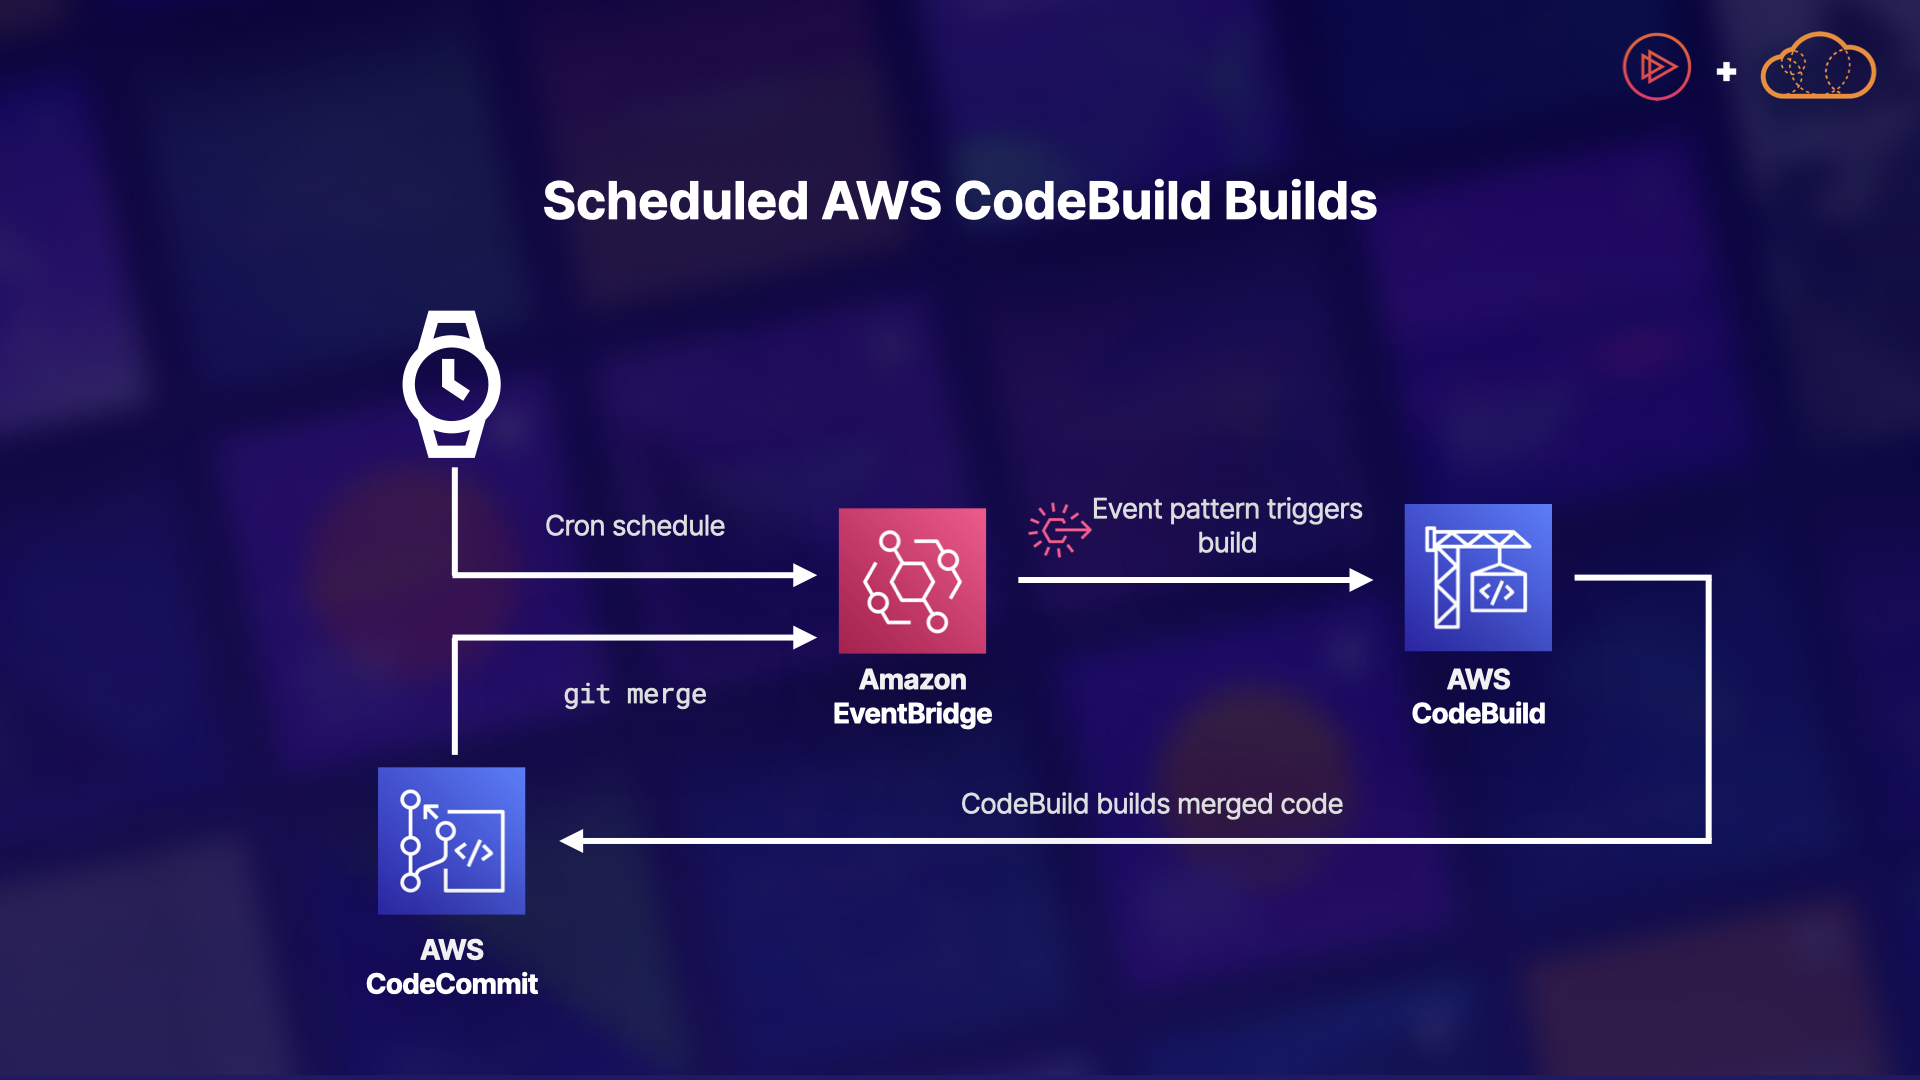 Scheduled AWS CodeBuild Builds
Cron schedule
Event pattern triggers
build
git merge
Amazon
EventBridge
</>
AWS
CodeBuild
CodeBuild builds merged code
</>
AWS
CodeCommit